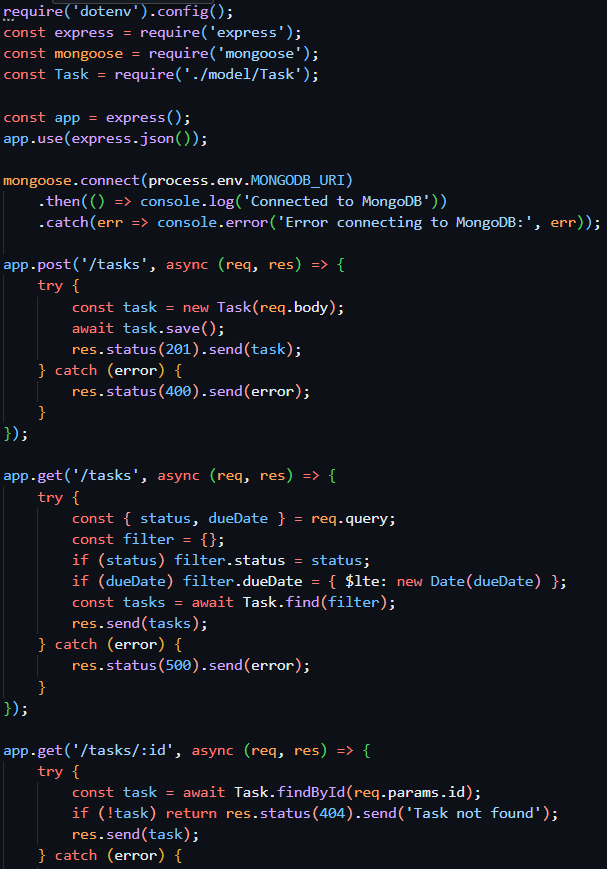 require('dotenv').config();
const express = require('express');
const mongoose = require('mongoose');
const Task = require('./model/Task');

const app = express();
app.use(express.json());

mongoose.connect(process.env.MONGODB_URI)
    .then(() => console.log('Connected to MongoDB'))
    .catch(err => console.error('Error connecting to MongoDB:', err));

app.post('/tasks', async (req, res) => {
    try {
        const task = new Task(req.body);
        await task.save();
        res.status(201).send(task);
    } catch (error) {
        res.status(400).send(error);
    }
});

app.get('/tasks', async (req, res) => {
    try {
        const { status, dueDate } = req.query;
        const filter = {};
        if (status) filter.status = status;
        if (dueDate) filter.dueDate = { $lte: new Date(dueDate) };
        const tasks = await Task.find(filter);
        res.send(tasks);
    } catch (error) {
        res.status(500).send(error);
    }
});

app.get('/tasks/:id', async (req, res) => {
    try {
        const task = await Task.findById(req.params.id);
        if (!task) return res.status(404).send('Task not found');
        res.send(task);
    } catch (error) {